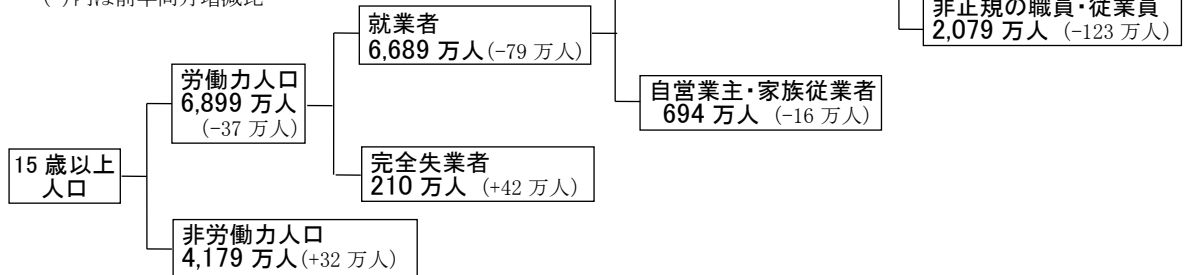 ( )内は前年同月増減比
非正規の職員・従業員
2,079 万人 (-123 万人)
就業者
6,689 万人(-79 万人)
労働力人口
6,899 万人
(-37 万人)
自営業主・家族従業者
694 万人 (-16 万人)
15 歳以上
人口
完全失業者
210 万人 (+42 万人)
非労働力人口
4,179 万人(+32 万人)